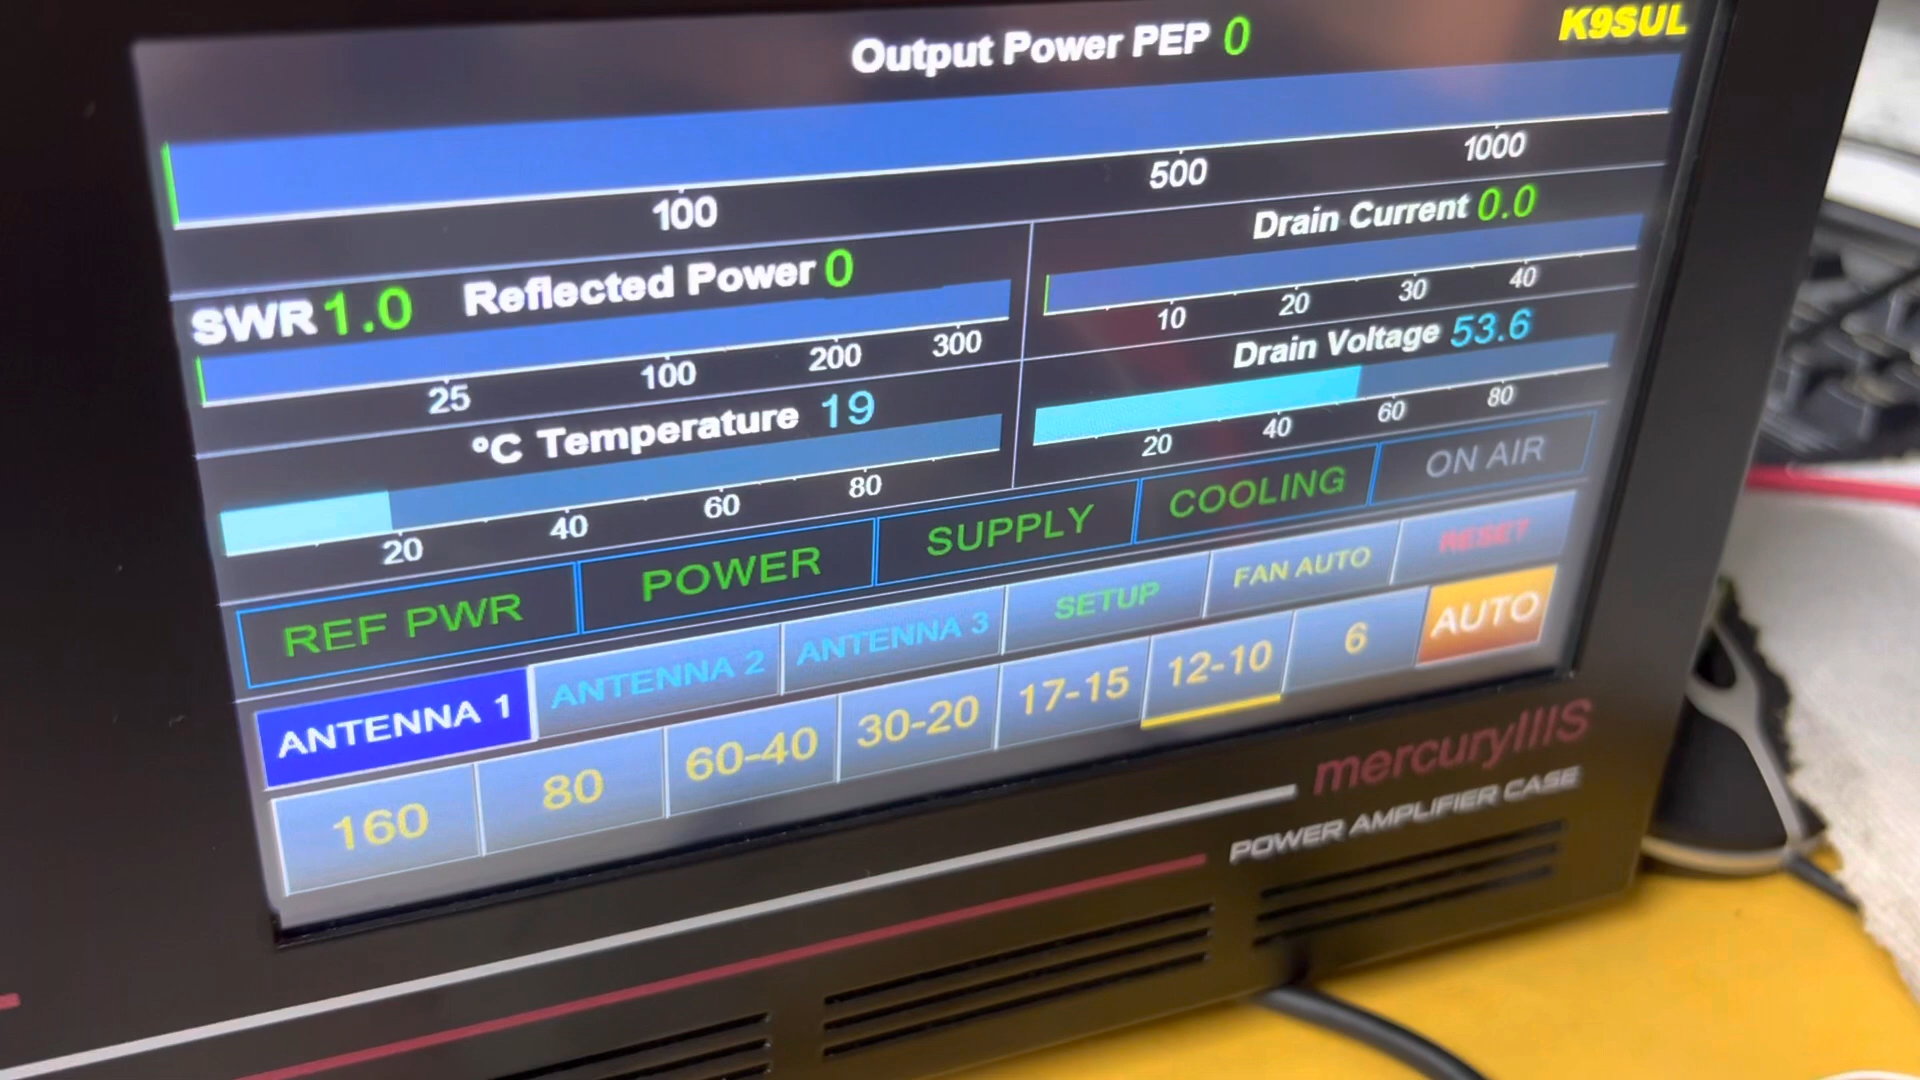 K9SUL
Output Power PEP 0
100 500 1000
SWR 1.0 Reflected Power 0
25 100 200 300
Drain Current 0.0
10 20 30 40
°C Temperature 19
20 40 60 80
Drain Voltage 53.6
20 40 60 80
REF PWR POWER SUPPLY COOLING ON AIR
ANTENNA 1 ANTENNA 2 ANTENNA 3 SETUP FAN AUTO RESET
160 80 60-40 30-20 17-15 12-10 6 AUTO
mercuryIIIS
POWER AMPLIFIER CASE